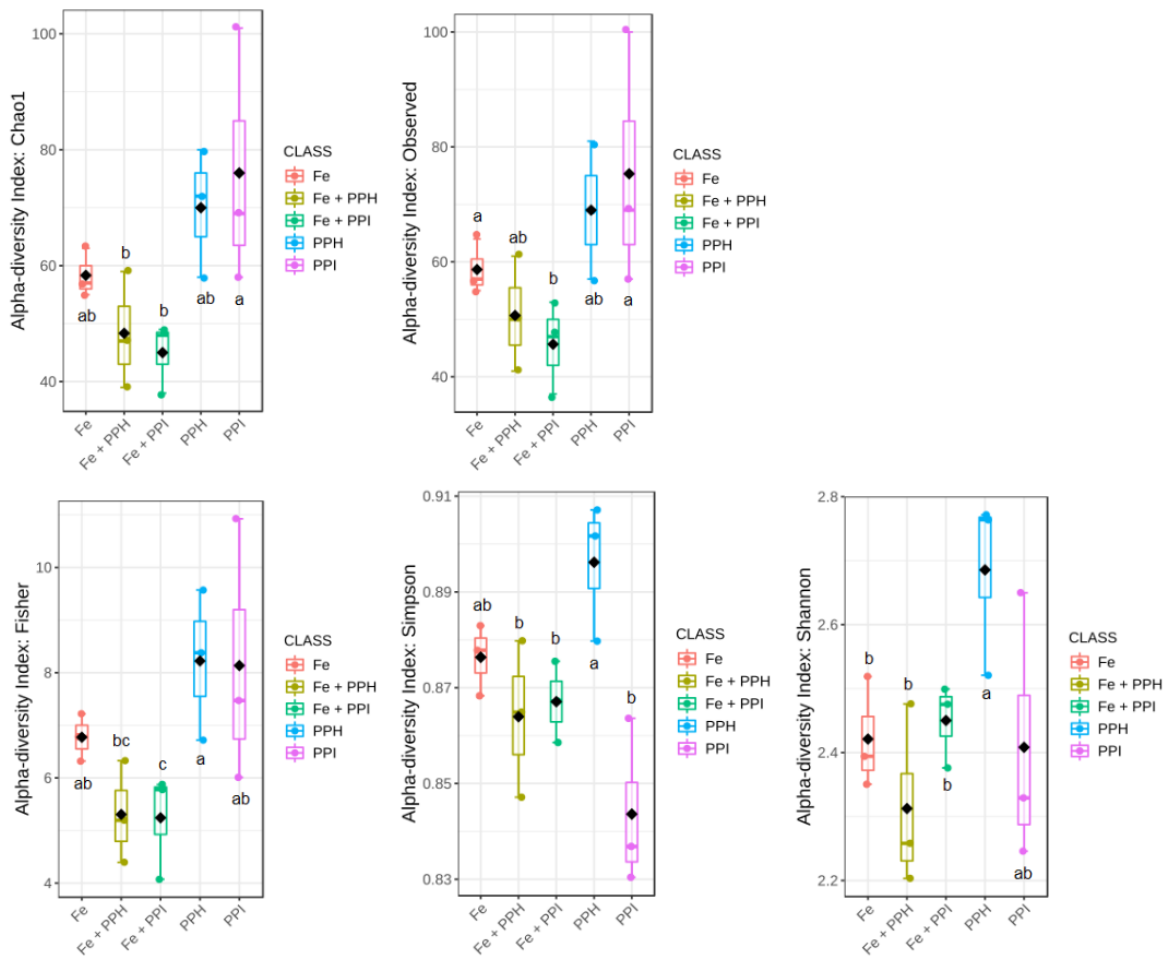 Alpha-diversity Index: Chao1
100
80
60
40
b
b
ab
ab
a
Fe
Fe + PPH
Fe + PPI
PPH
PPI
CLASS
Fe
Fe + PPH
Fe + PPI
PPH
PPI
Alpha-diversity Index: Observed
100
80
60
40
a
ab
b
ab
a
Fe
Fe + PPH
Fe + PPI
PPH
PPI
CLASS
Fe
Fe + PPH
Fe + PPI
PPH
PPI
Alpha-diversity Index: Fisher
10
8
6
4
ab
bc
c
a
ab
Fe
Fe + PPH
Fe + PPI
PPH
PPI
CLASS
Fe
Fe + PPH
Fe + PPI
PPH
PPI
Alpha-diversity Index: Simpson
0.91
0.89
0.87
0.85
0.83
ab
b
b
a
b
Fe
Fe + PPH
Fe + PPI
PPH
PPI
CLASS
Fe
Fe + PPH
Fe + PPI
PPH
PPI
Alpha-diversity Index: Shannon
2.8
2.6
2.4
2.2
b
b
b
a
ab
Fe
Fe + PPH
Fe + PPI
PPH
PPI
CLASS
Fe
Fe + PPH
Fe + PPI
PPH
PPI